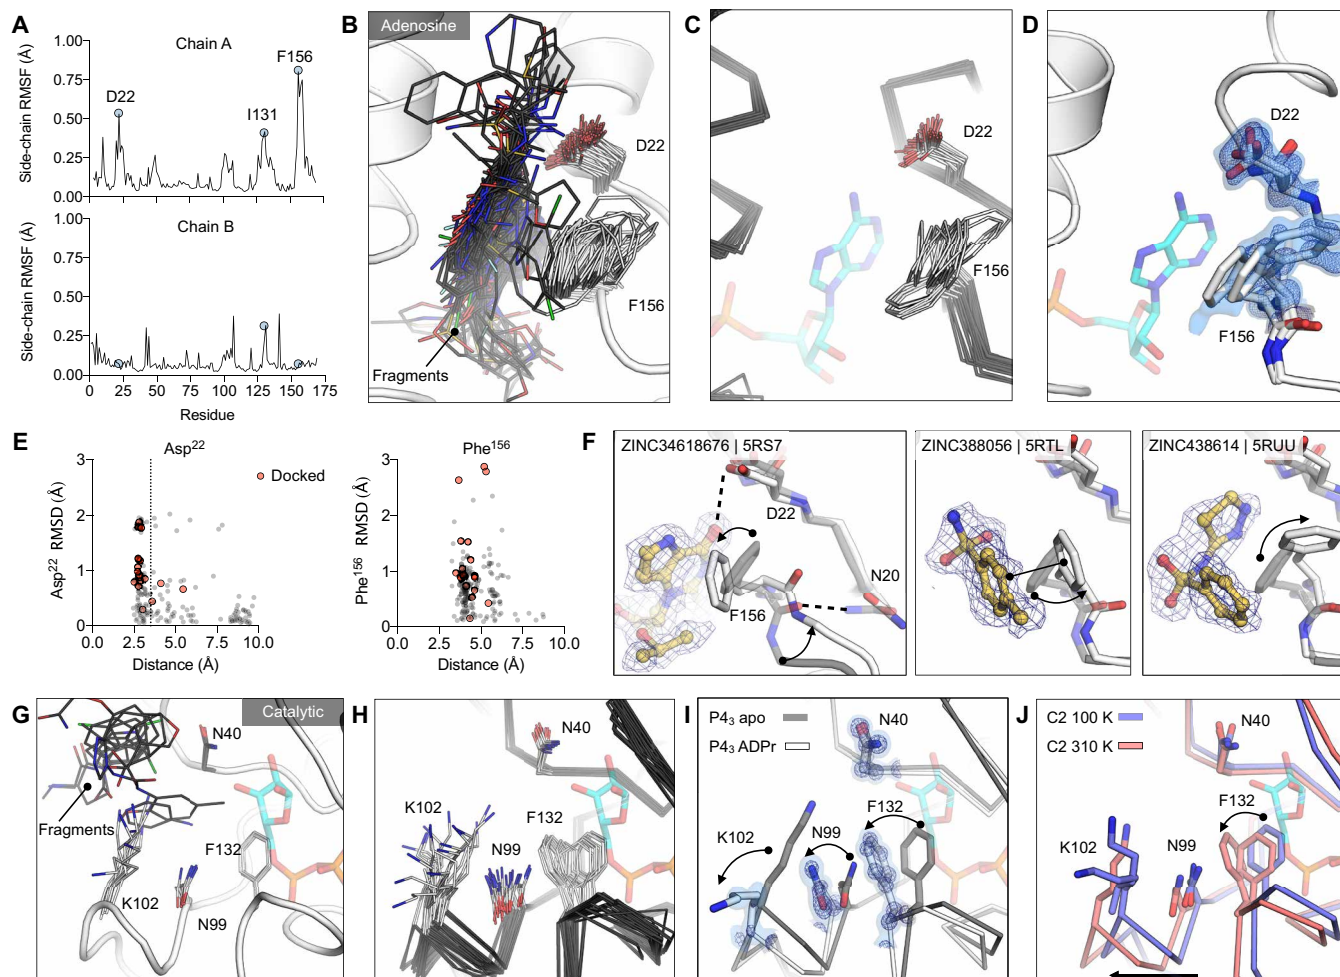 A
Chain A
Side-chain RMSF (Å)
1.00
0.75
0.50
0.25
0.00
D22
I131
F156
Chain B
Side-chain RMSF (Å)
1.00
0.75
0.50
0.25
0.00
0 25 50 75 100 125 150 175
Residue
B
Adenosine
D22
F156
Fragments
C
D22
F156
D
D22
F156
E
Asp22
Docked
Asp22 RMSD (Å)
3
2
1
0
0 2.5 5.0 7.5 10.0
Distance (Å)
Phe156
Phe156 RMSD (Å)
3
2
1
0
0 2.5 5.0 7.5 10.0
Distance (Å)
F
ZINC34618676 | 5RS7
D22
N20
F156
ZINC388056 | 5RTL
ZINC438614 | 5RUU
G
Catalytic
N40
Fragments
F132
K102
N99
H
N40
K102
F132
N99
I
P43 apo
P43 ADPr
N40
F132
K102
N99
J
C2 100 K
C2 310 K
N40
F132
K102
N99